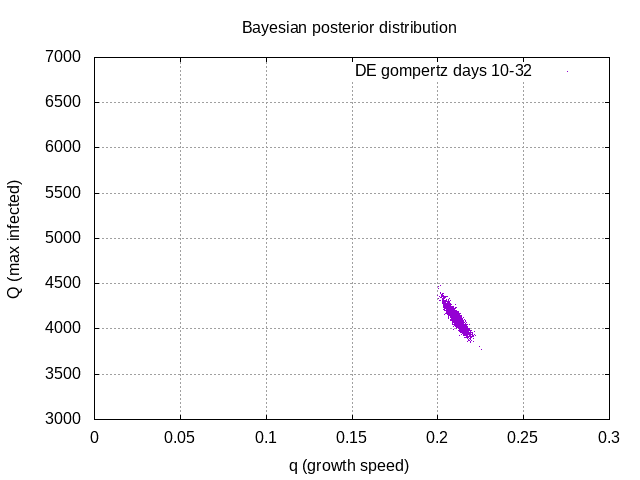 Bayesian posterior distribution
DE gompertz days 10-32
7000
6500
6000
5500
5000
4500
4000
3500
3000
Q (max infected)
0 0.05 0.1 0.15 0.2 0.25 0.3
q (growth speed)